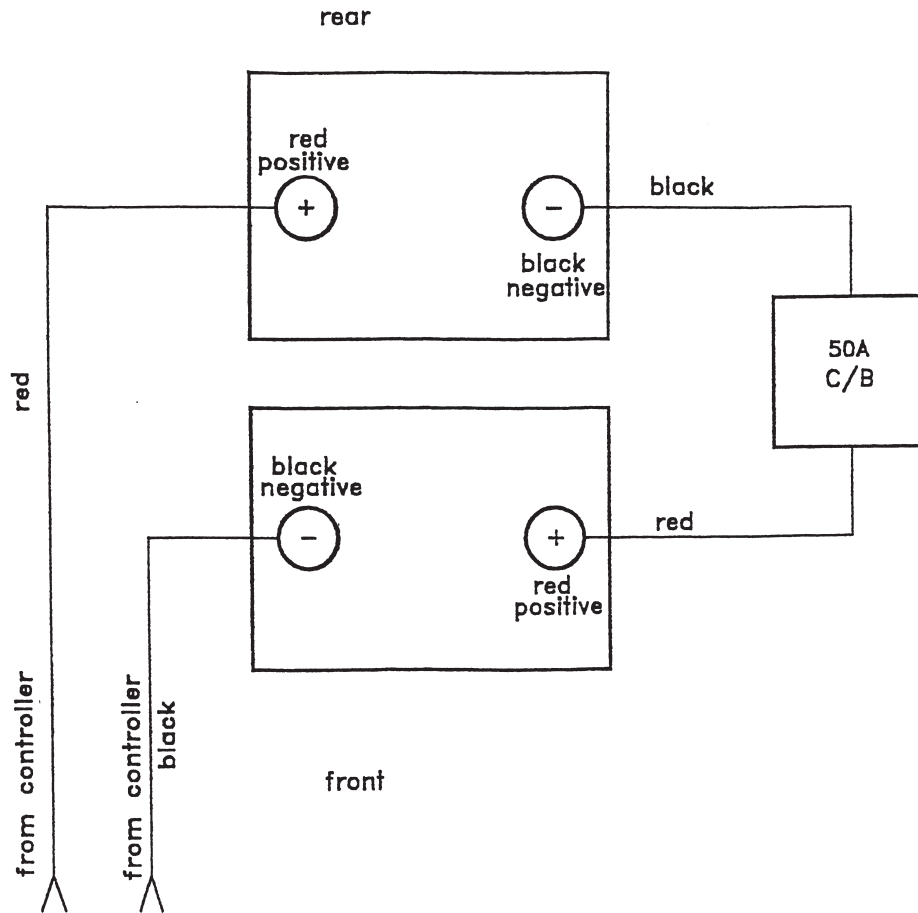 rear
red
positive
+
-
black
black
negative
50A
C/B
red
black
negative
-
+
red
red
positive
from controller
from controller
black
front